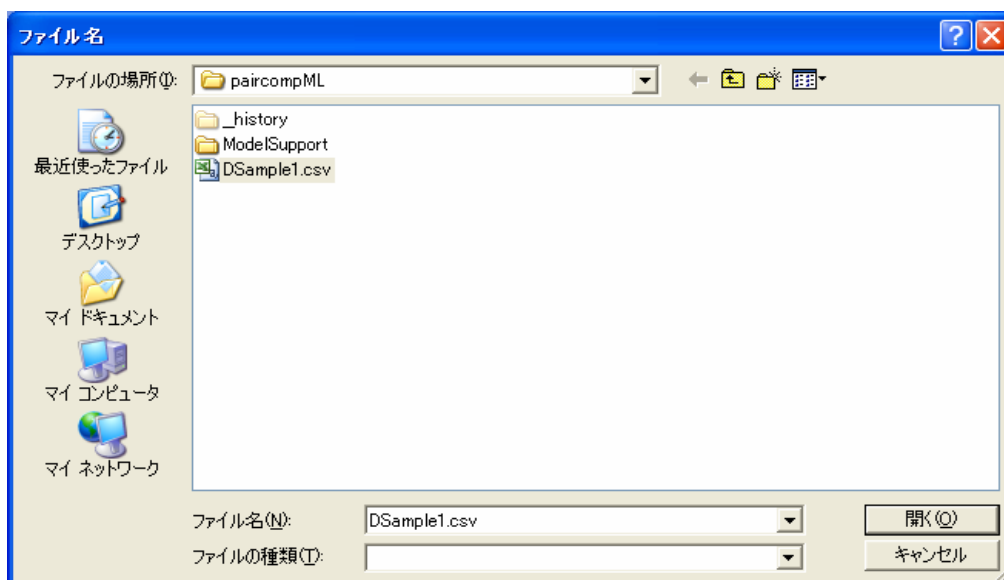 ファイル名
ファイルの場所(I): paircompML
_history
ModelSupport
DSample1.csv
最近使ったファイル
デスクトップ
マイ ドキュメント
マイ コンピュータ
マイ ネットワーク
ファイル名(N): DSample1.csv 開く(O)
ファイルの種類(T): キャンセル